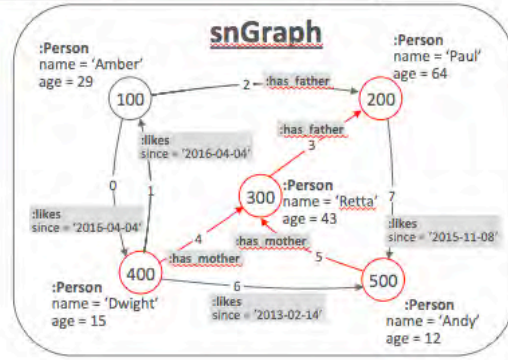 snGraph
:Person
name = ‘Amber’
age = 29
:Person
name = ‘Paul’
age = 64
100
2
:has_father
200
:has_father
3
:likes
since = ‘2016-04-04’
0
1
300
:Person
name = ‘Retta’
age = 43
7
:likes
since = ‘2016-04-04’
4
:has_mother
5
:likes
since = ‘2015-11-08’
400
:has_mother
6
500
:likes
since = ‘2013-02-14’
:Person
name = ‘Dwight’
age = 15
:Person
name = ‘Andy’
age = 12